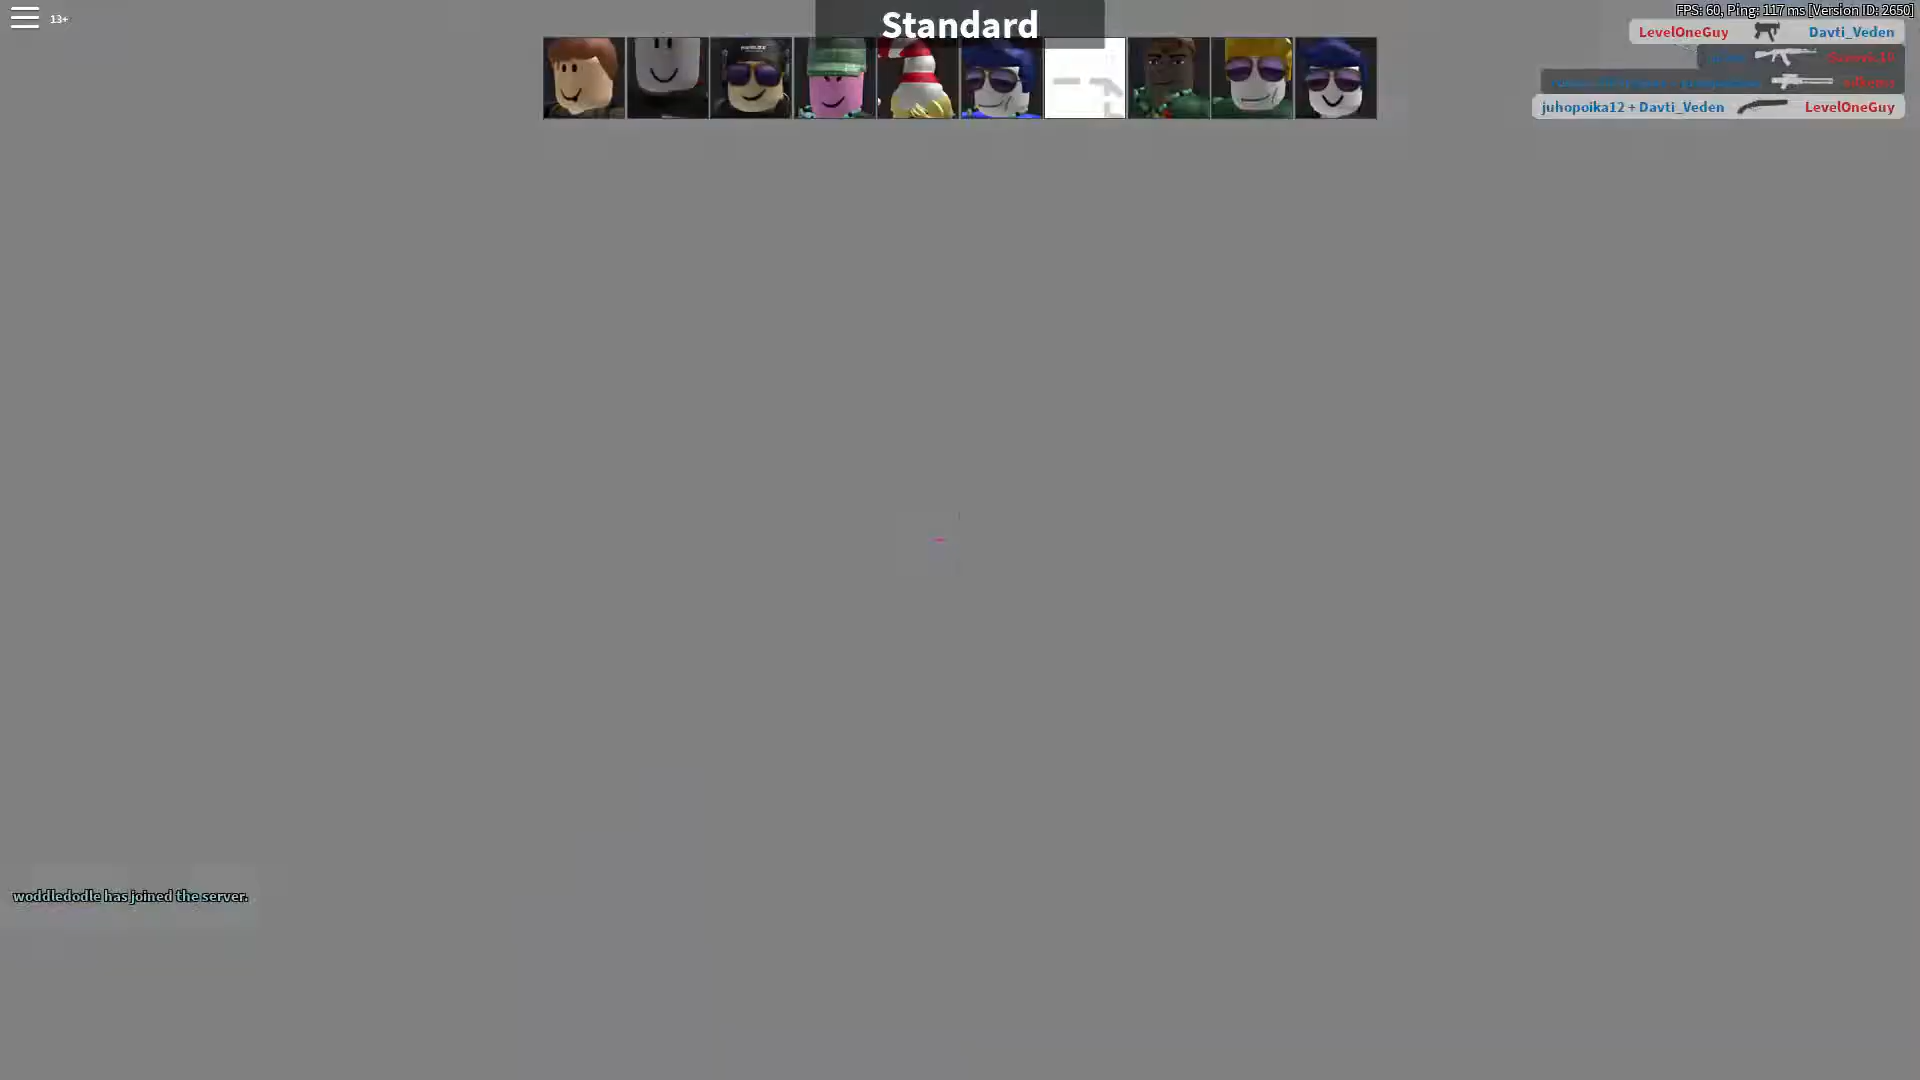 13+
Standard
FPS: 60, Ping: 117 ms [Version ID: 2650]
LevelOneGuy Davti_Veden
juhopoika12 + Davti_Veden LevelOneGuy
woddledodle has joined the server.